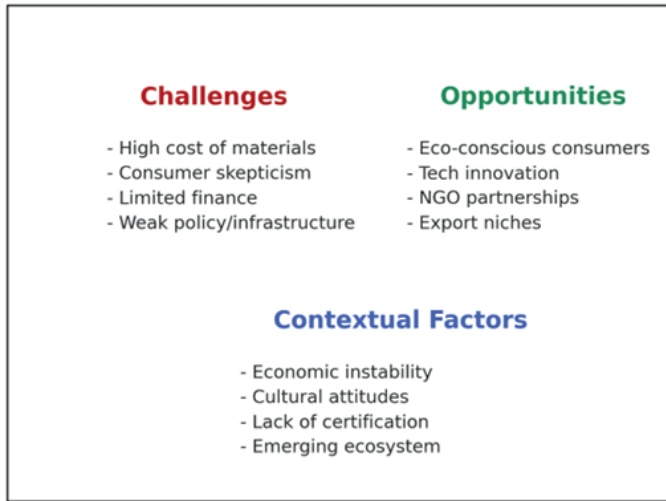 Challenges
- High cost of materials
- Consumer skepticism
- Limited finance
- Weak policy/infrastructure
Opportunities
- Eco-conscious consumers
- Tech innovation
- NGO partnerships
- Export niches
Contextual Factors
- Economic instability
- Cultural attitudes
- Lack of certification
- Emerging ecosystem